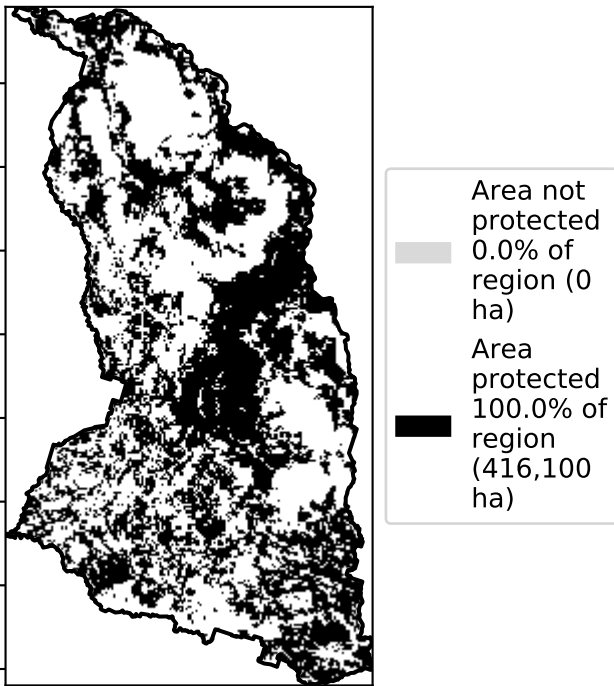 Area not
protected
0.0% of
region (0
ha)
Area
protected
100.0% of
region
(416,100
ha)